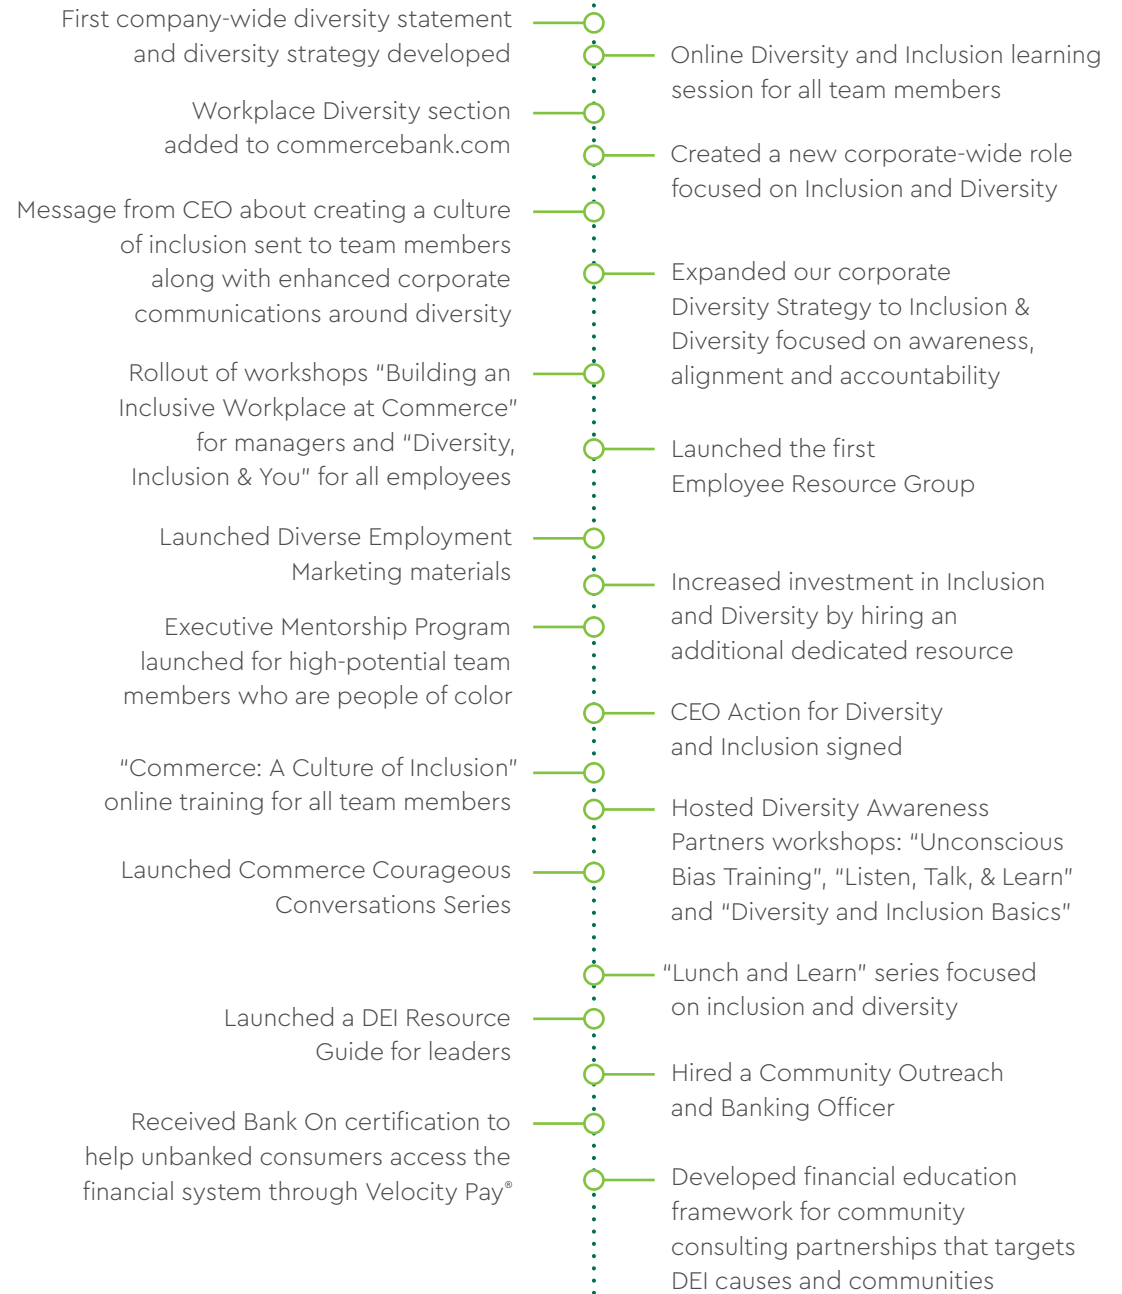 First company-wide diversity statement
and diversity strategy developed
Online Diversity and Inclusion learning
session for all team members
Workplace Diversity section
added to commercebank.com
Created a new corporate-wide role
focused on Inclusion and Diversity
Message from CEO about creating a culture
of inclusion sent to team members
along with enhanced corporate
communications around diversity
Expanded our corporate
Diversity Strategy to Inclusion &
Diversity focused on awareness,
alignment and accountability
Rollout of workshops “Building an
Inclusive Workplace at Commerce”
for managers and “Diversity,
Inclusion & You” for all employees
Launched the first
Employee Resource Group
Launched Diverse Employment
Marketing materials
Increased investment in Inclusion
and Diversity by hiring an
additional dedicated resource
Executive Mentorship Program
launched for high-potential team
members who are people of color
CEO Action for Diversity
and Inclusion signed
“Commerce: A Culture of Inclusion”
online training for all team members
Hosted Diversity Awareness
Partners workshops: “Unconscious
Bias Training”, “Listen, Talk, & Learn”
and “Diversity and Inclusion Basics”
Launched Commerce Courageous
Conversations Series
“Lunch and Learn” series focused
on inclusion and diversity
Launched a DEI Resource
Guide for leaders
Hired a Community Outreach
and Banking Officer
Received Bank On certification to
help unbanked consumers access the
financial system through Velocity Pay®
Developed financial education
framework for community
consulting partnerships that targets
DEI causes and communities